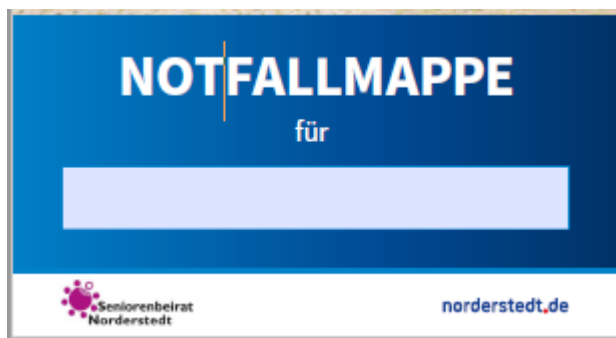 NOTFALLMAPPE
für
Seniorenbeirat
Norderstedt
norderstedt.de